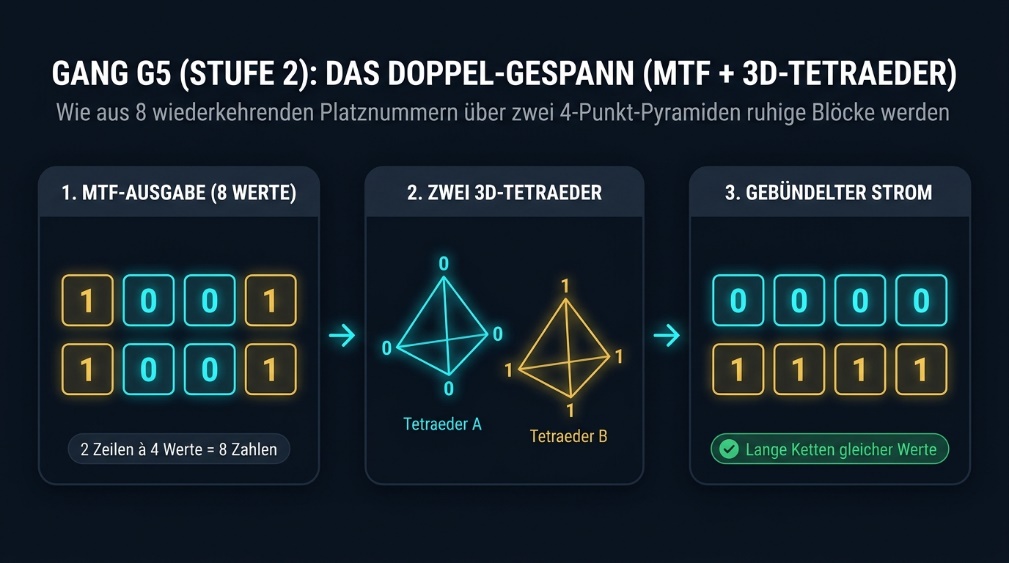 GANG G5 (STUFE 2): DAS DOPPEL-GESPANN (MTF + 3D-TETRAEDER)
Wie aus 8 wiederkehrenden Platznummern über zwei 4-Punkt-Pyramiden ruhige Blöcke werden
1. MTF-AUSGABE (8 WERTE)
1 0 0 1
1 0 0 1
2 Zeilen à 4 Werte = 8 Zahlen
2. ZWEI 3D-TETRAEDER
0
0 0
0
Tetraeder A
1
1 1
1
Tetraeder B
3. GEBÜNDELTER STROM
0 0 0 0
1 1 1 1
Lange Ketten gleicher Werte